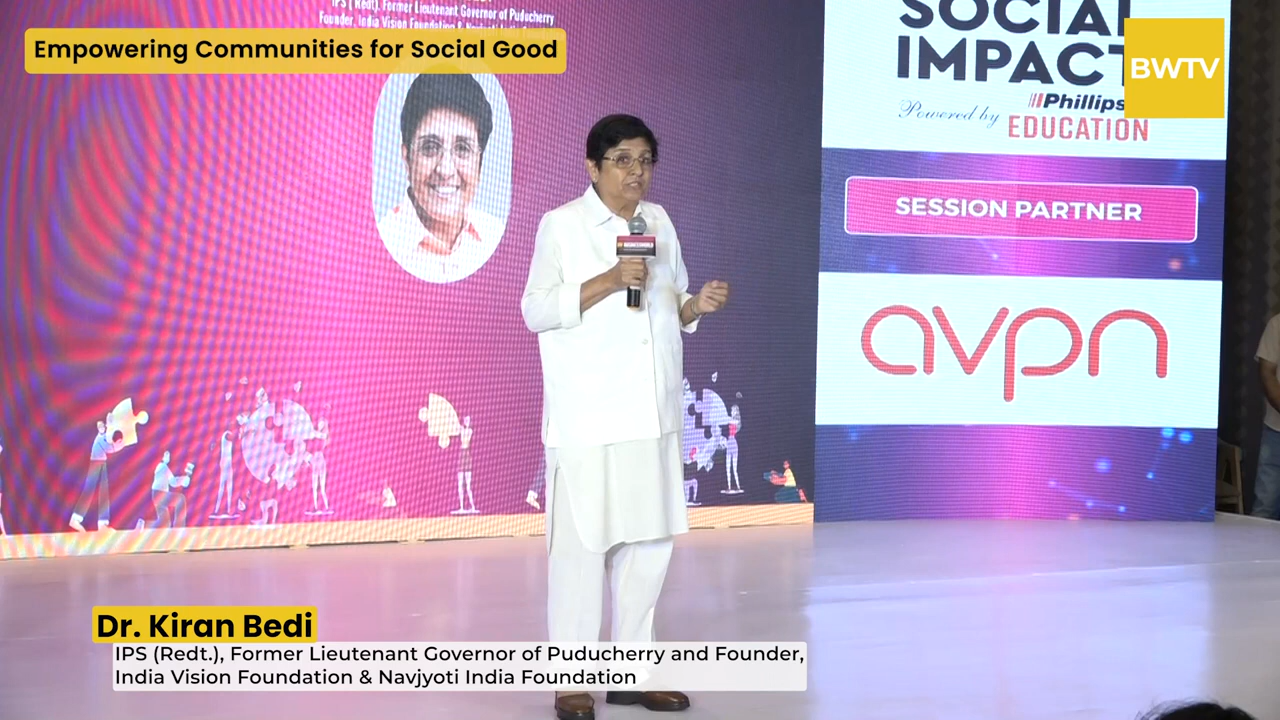 IPS ( Retd). Former Lieutenant Governor of Puducherry
Founder, India Vision Foundation &
Empowering Communities for Social Good
SOCIAL
IMPACT
BWTV
Powered by
Phillips
EDUCATION
SESSION PARTNER
BUSINESSWORLD
avpn
Dr. Kiran Bedi
IPS (Redt.), Former Lieutenant Governor of Puducherry and Founder,
India Vision Foundation & Navjyoti India Foundation